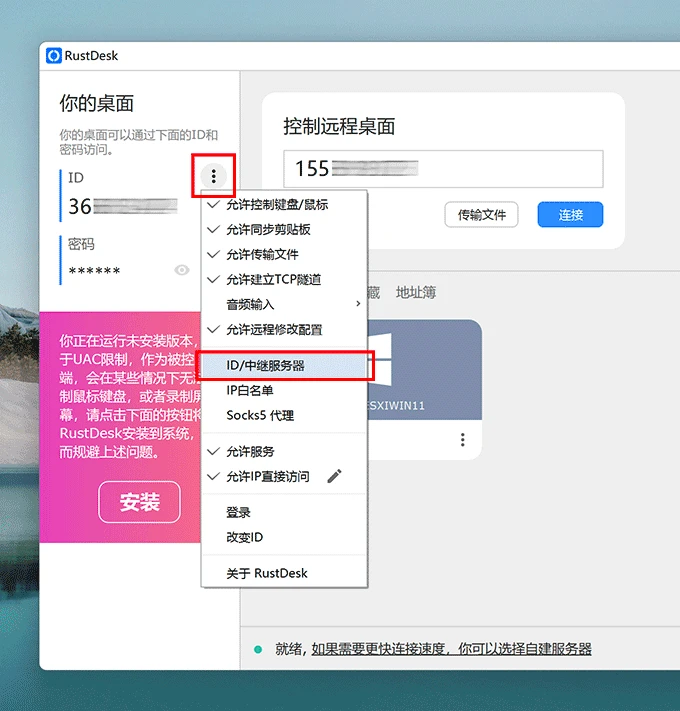 RustDesk
你的桌面
你的桌面可以通过下面的ID和
密码访问。
ID
36
密码
******
你正在运行未安装版本,
于UAC限制，作为被控
端，会在某些情况下无
制鼠标键盘，或者录制
幕，请点击下面的按钮将
RustDesk安装到系统，
而规避上述问题。
安装
允许控制键盘/鼠标
允许同步剪贴板
允许传输文件
允许建立TCP隧道
音频输入
允许远程修改配置
ID/中继服务器
IP白名单
Socks5 代理
允许服务
允许IP直接访问
登录
改变ID
关于 RustDesk
控制远程桌面
155
传输文件
连接
藏
地址簿
ESXIWIN11
就绪, 如果需要更快连接速度，你可以选择自建服务器